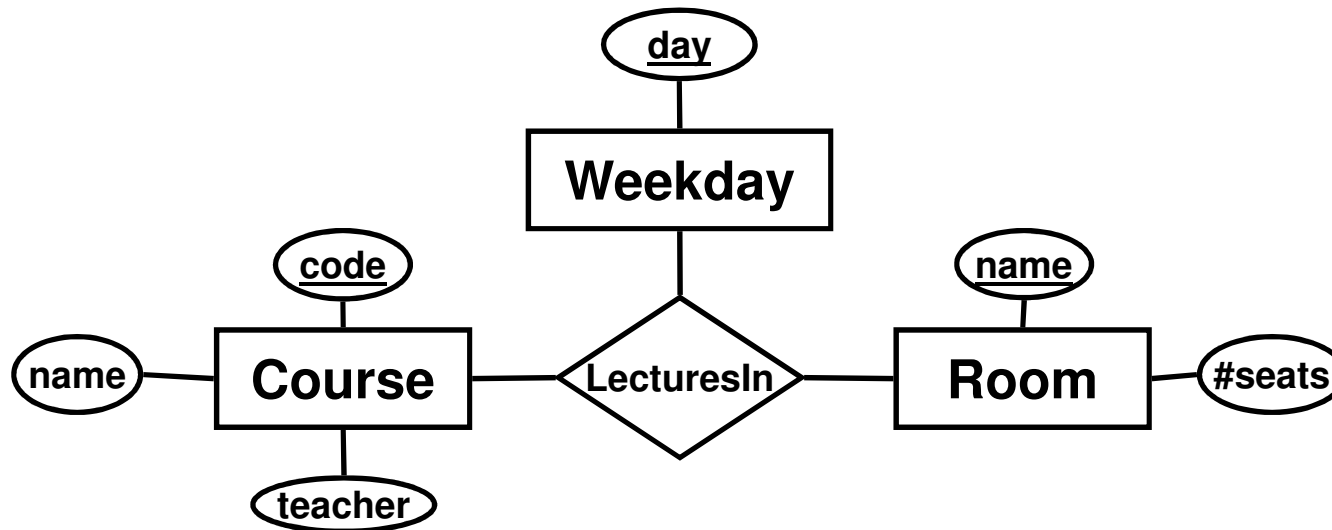 day
Weekday
code
name
name
Course
LecturesIn
Room
#seats
teacher